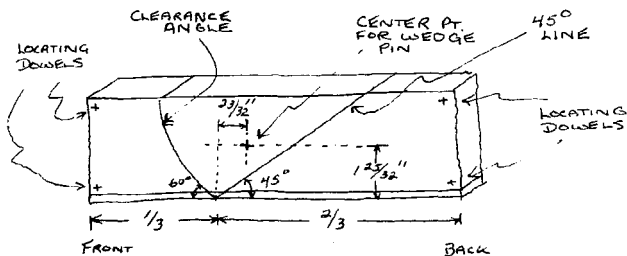 CLEARANCE
ANGLE
CENTER PT.
FOR WEDGE
PIN
45°
LINE
LOCATING
DOWELS
23/32"
LOCATING
DOWELS
1 25/32"
60°
45°
1/3
2/3
FRONT
BACK